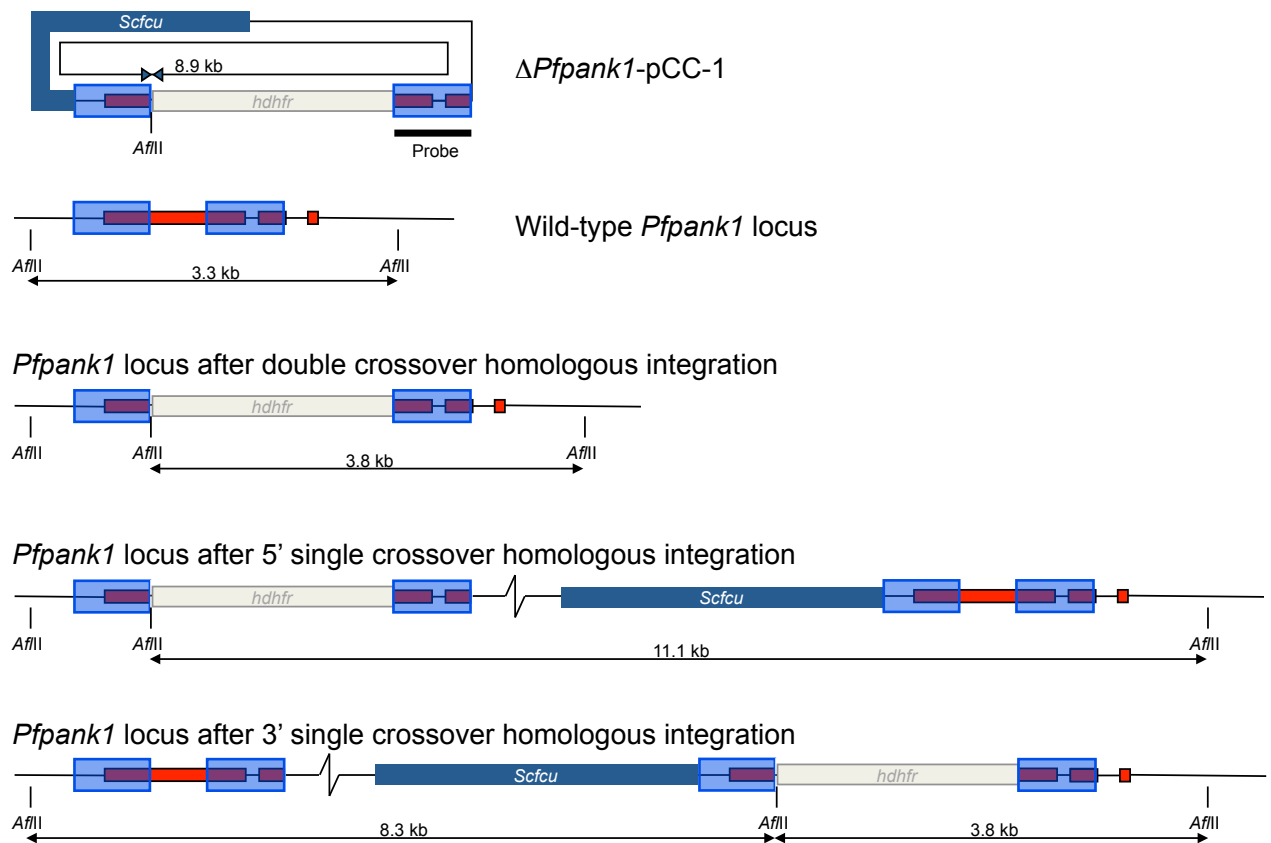 Scfcu
8.9 kb
ΔPfpank1-pCC-1
hdhfr
AflII
Probe
Wild-type Pfpank1 locus
AflII AflII
3.3 kb
Pfpank1 locus after double crossover homologous integration
hdhfr
AflII AflII AflII
3.8 kb
Pfpank1 locus after 5’ single crossover homologous integration
hdhfr Scfcu
AflII AflII AflII
11.1 kb
Pfpank1 locus after 3’ single crossover homologous integration
Scfcu hdhfr
AflII AflII AflII
8.3 kb 3.8 kb